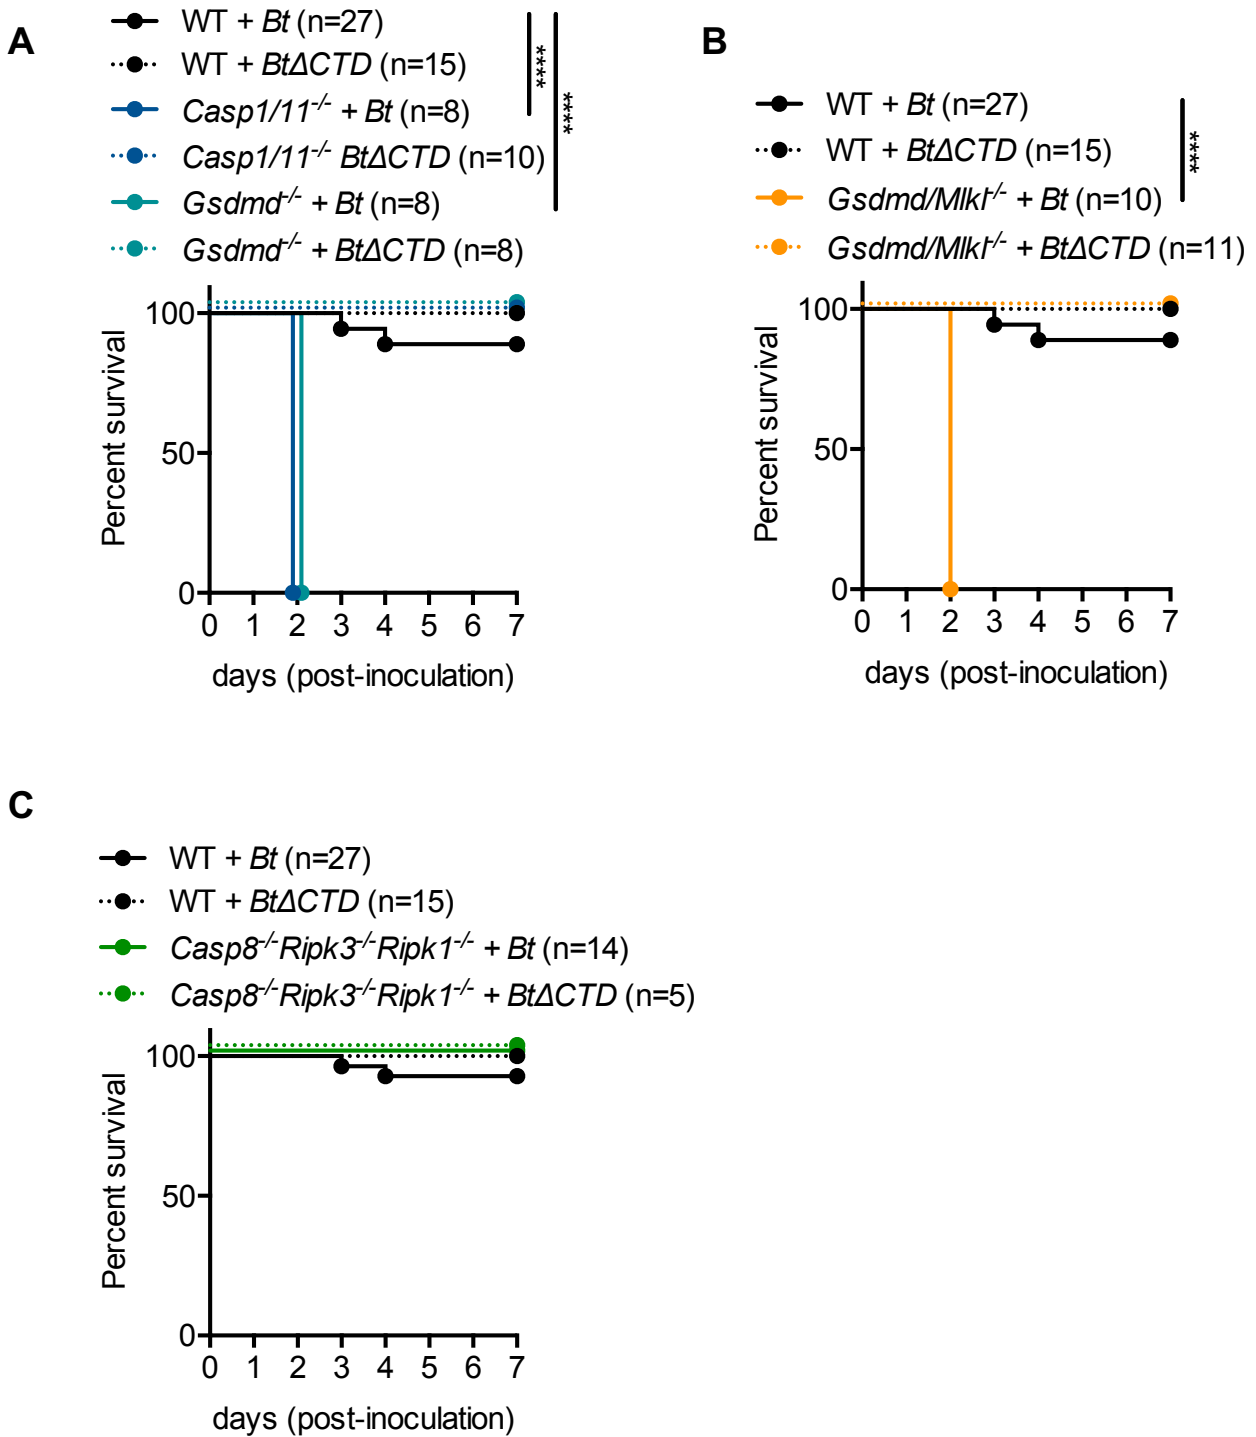 A
WT + Bt (n=27)
WT + BtΔCTD (n=15)
Casp1/11-/- + Bt (n=8)
Casp1/11-/- BtΔCTD (n=10)
Gsdmd-/- + Bt (n=8)
Gsdmd-/- + BtΔCTD (n=8)
****
****
100
50
0
Percent survival
0 1 2 3 4 5 6 7
days (post-inoculation)
B
WT + Bt (n=27)
WT + BtΔCTD (n=15)
Gsdmd/Mlkl-/- + Bt (n=10)
Gsdmd/Mlkl-/- + BtΔCTD (n=11)
****
100
50
0
Percent survival
0 1 2 3 4 5 6 7
days (post-inoculation)
C
WT + Bt (n=27)
WT + BtΔCTD (n=15)
Casp8-/-Ripk3-/-Ripk1-/- + Bt (n=14)
Casp8-/-Ripk3-/-Ripk1-/- + BtΔCTD (n=5)
100
50
0
Percent survival
0 1 2 3 4 5 6 7
days (post-inoculation)